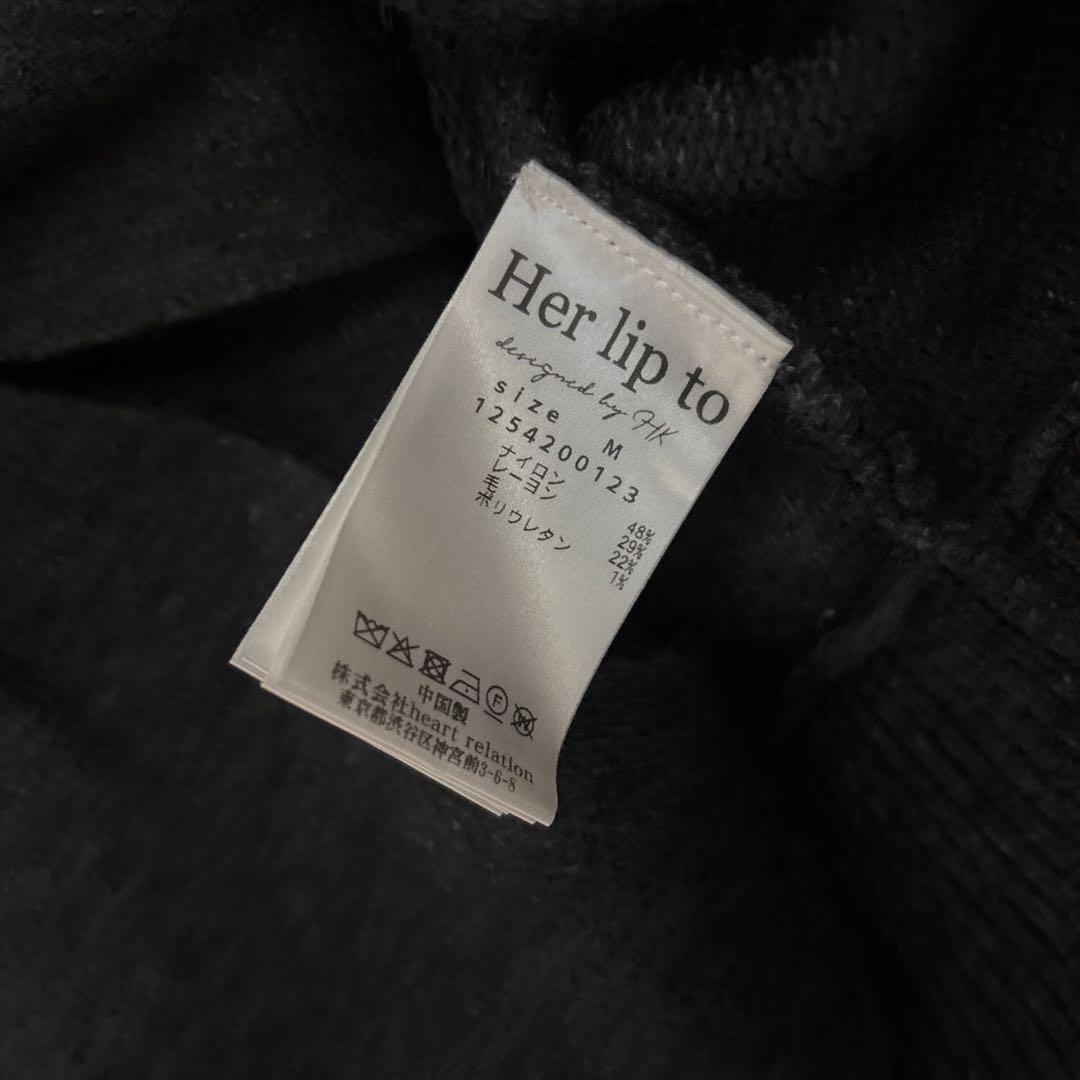 Her lip to
designed by HK
size M
1254200123
ナイロン 48%
レーヨン 29%
毛 22%
ポリウレタン 1%
F W
中国製
株式会社heart relation
東京都渋谷区神宮前3-6-8